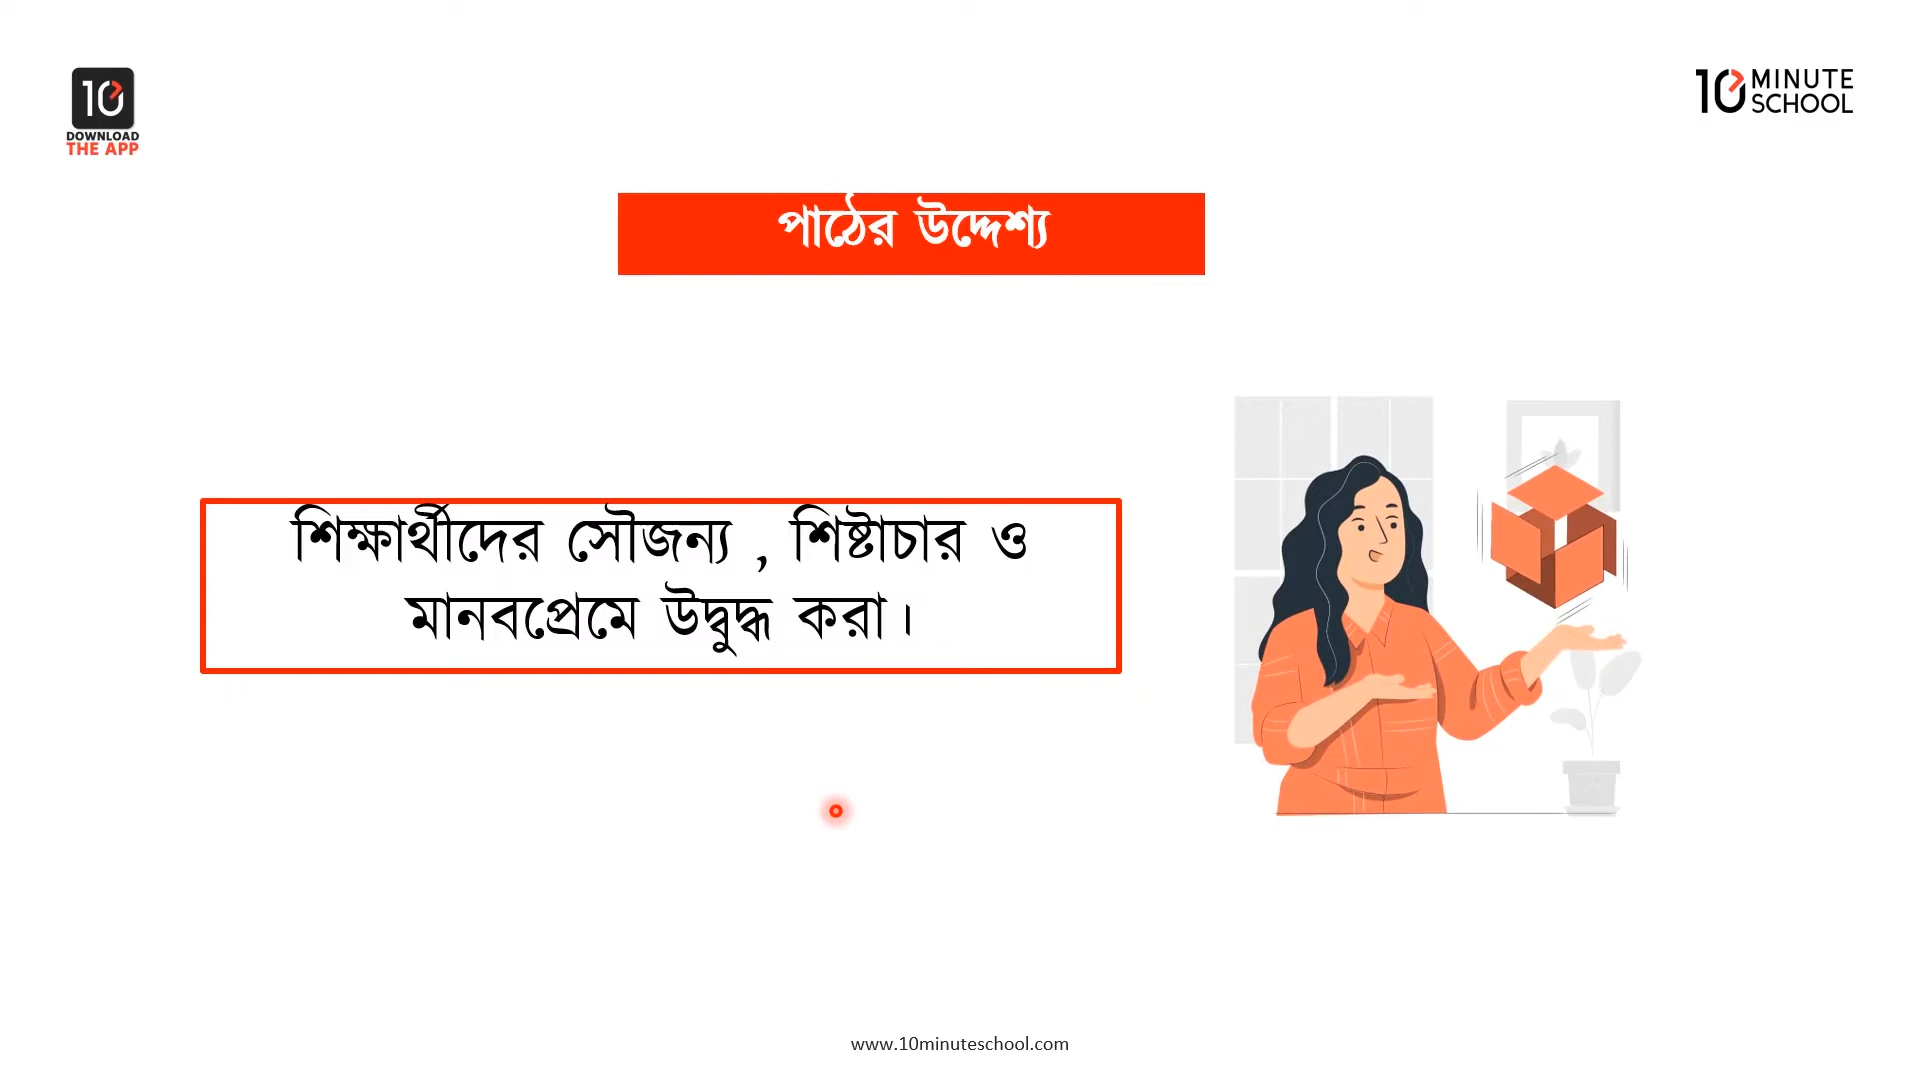 10
DOWNLOAD
THE APP
10 MINUTE
SCHOOL
পাঠের উদ্দেশ্য
শিক্ষার্থীদের সৌজন্য , শিষ্টাচার ও
মানবপ্রেমে উদ্বুদ্ধ করা।
www.10minuteschool.com